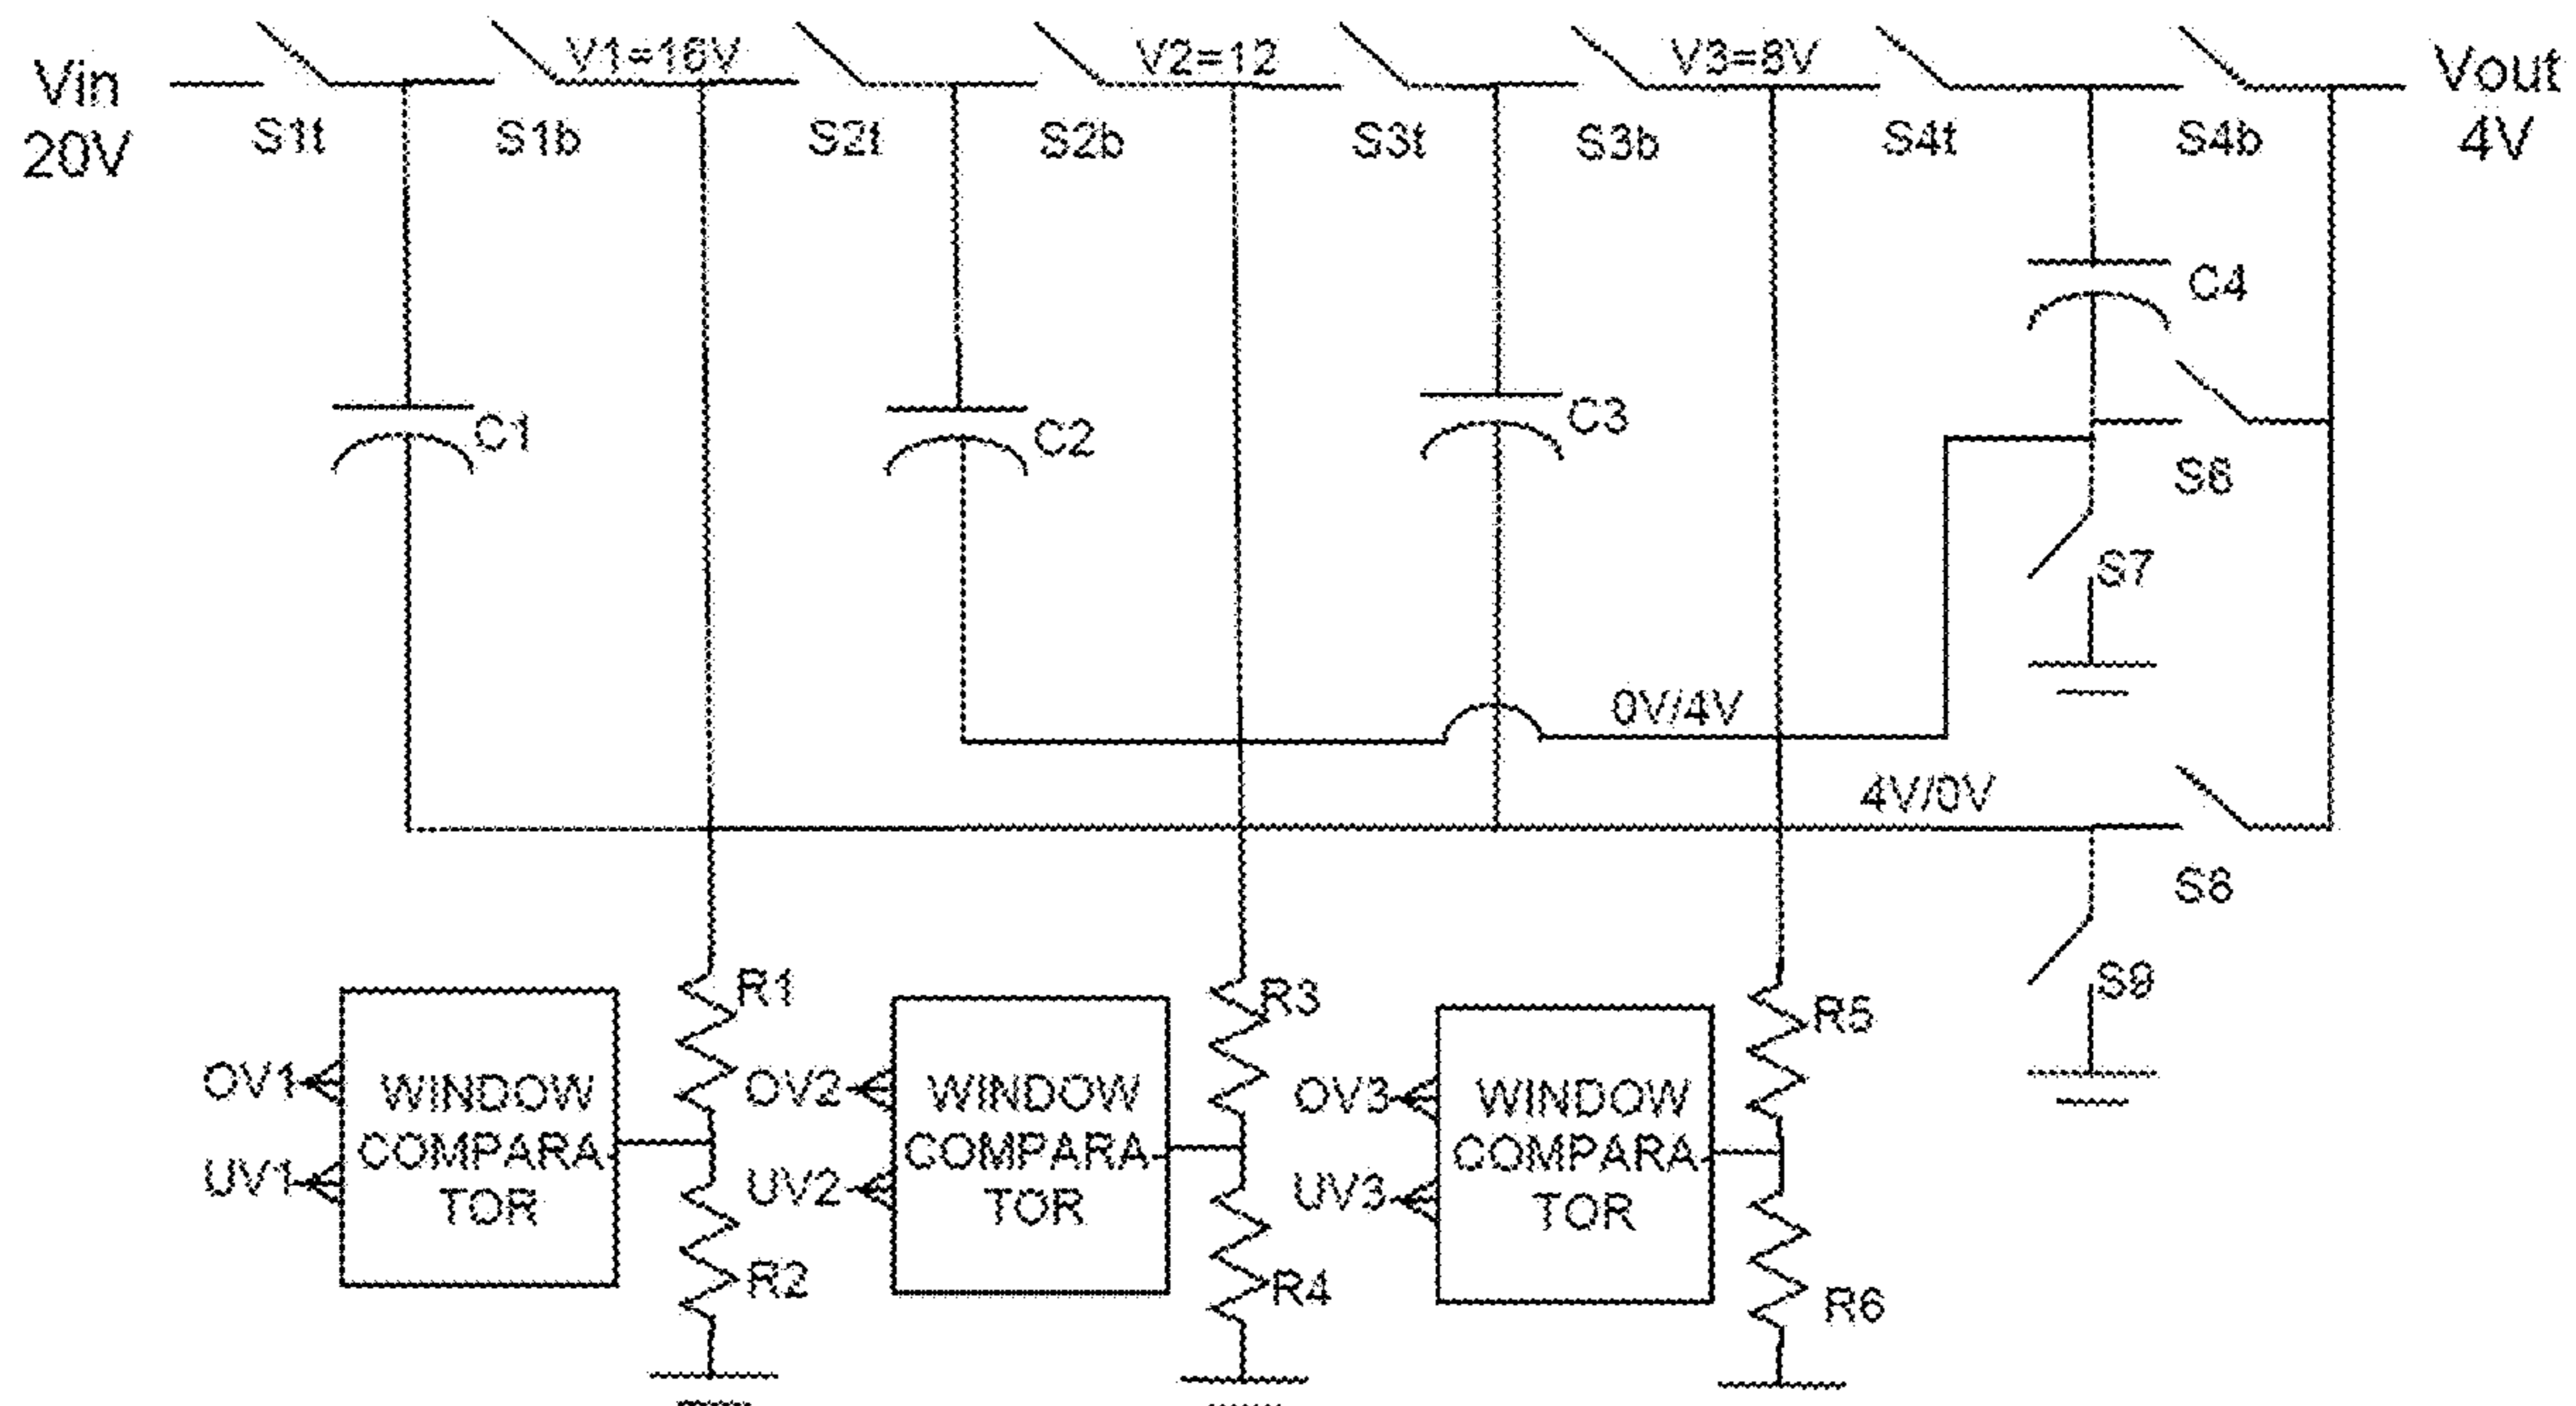 Vin
20V
V1=16V
V2=12
V3=8V
Vout
4V
S1t
S1b
S2t
S2b
S3t
S3b
S4t
S4b
C1
C2
C3
C4
S6
S7
0V/4V
4V/0V
S8
S9
R1
R3
R5
OV1
UV1
WINDOW
COMPARA
TOR
OV2
UV2
WINDOW
COMPARA
TOR
OV3
UV3
WINDOW
COMPARA
TOR
R2
R4
R6